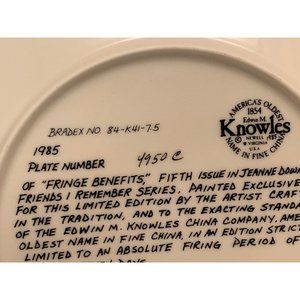 BRADEX NO. 84-K41-7.5
AMERICA'S OLDEST
1854
Edwin M.
Knowles
NEWELL
W VIRGINIA
U.S.A.
NAME IN FINE CHINA
1985
PLATE NUMBER 4950 C
OF "FRINGE BENEFITS," FIFTH ISSUE IN JEANNE DOWN
FRIENDS I REMEMBER SERIES. PAINTED EXCLUSIVE
FOR THIS LIMITED EDITION BY THE ARTIST. CRAFT
IN THE TRADITION, AND TO THE EXACTING STANDA
OF THE EDWIN M. KNOWLES CHINA COMPANY, AMER
OLDEST NAME IN FINE CHINA, IN AN EDITION STRICT
LIMITED TO AN ABSOLUTE FIRING PERIOD OF
DAYS